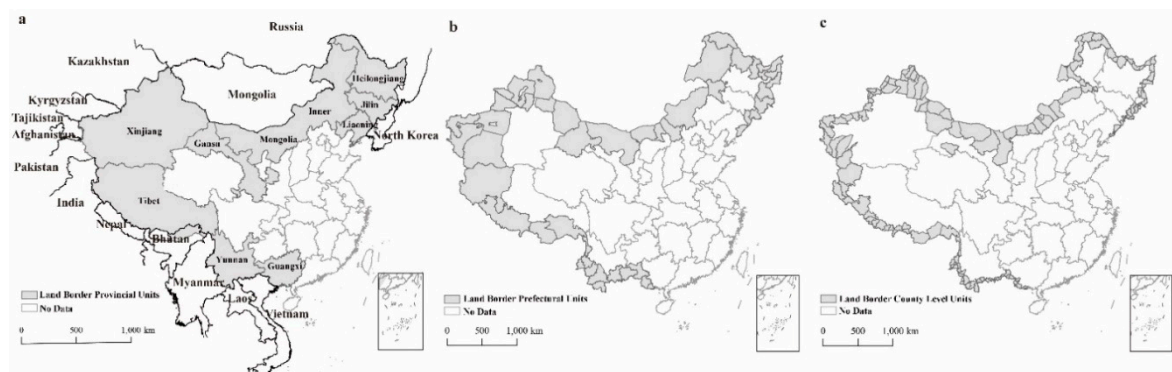 a
Russia
Kazakhstan
Mongolia
Heilongjiang
Kyrgyzstan
Jilin
Tajikistan
Inner
Liaoning
Afghanistan
Xinjiang
Mongolia
North Korea
Gansu
Pakistan
India
Tibet
Nepal
Bhutan
Yunnan
Guangxi
Myanmar
Laos
Vietnam
Land Border Provincial Units
No Data
0 500 1,000 km
b
Land Border Prefectural Units
No Data
0 500 1,000 km
c
Land Border County Level Units
No Data
0 500 1,000 km